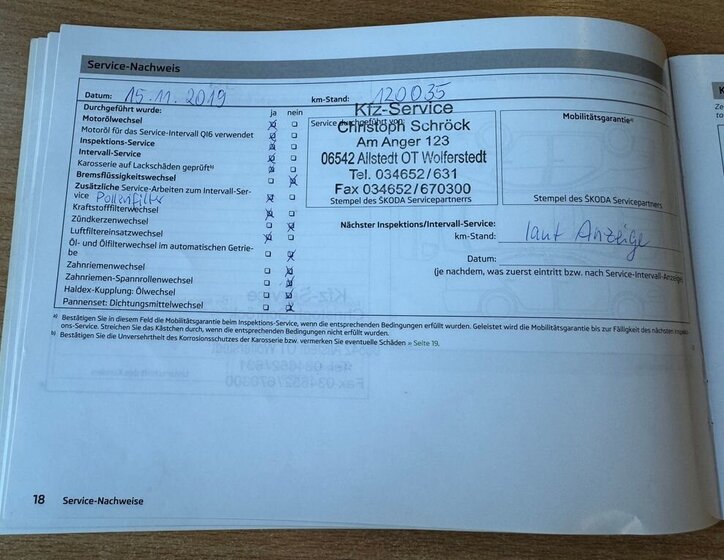 Service-Nachweis
Datum: 15.11.2019 km-Stand: 120035
Durchgeführt wurde: ja nein
Motorölwechsel
Motoröl für das Service-Intervall QI6 verwendet
Inspektions-Service
Intervall-Service
Karosserie auf Lackschäden geprüft b)
Bremsflüssigkeitswechsel
Zusätzliche Service-Arbeiten zum Intervall-Ser-
vice Pollenfilter
Kraftstofffilterwechsel
Zündkerzenwechsel
Luftfiltereinsatzwechsel
Öl- und Ölfilterwechsel im automatischen Getrie-
be
Zahnriemenwechsel
Zahnriemen-Spannrollenwechsel
Haldex-Kupplung: Ölwechsel
Pannenset: Dichtungsmittelwechsel
Service durchgeführt von:
Kfz-Service
Christoph Schröck
Am Anger 123
06542 Allstedt OT Wolferstedt
Tel. 034652/631
Fax 034652/670300
Stempel des ŠKODA Servicepartners
Mobilitätsgarantie a)
Stempel des ŠKODA Servicepartners
Nächster Inspektions/Intervall-Service:
km-Stand: laut Anzeige
Datum:
(je nachdem, was zuerst eintritt bzw. nach Service-Intervall-Anzeige)
a) Bestätigen Sie in diesem Feld die Mobilitätsgarantie beim Inspektions-Service, wenn die entsprechenden Bedingungen erfüllt wurden. Geleistet wird die Mobilitätsgarantie bis zur Fälligkeit des nächsten Inspekti-
ons-Service. Streichen Sie das Kästchen durch, wenn die entsprechenden Bedingungen nicht erfüllt wurden.
b) Bestätigen Sie die Unversehrtheit des Korrosionsschutzes der Karosserie bzw. vermerken Sie eventuelle Schäden » Seite 19.
18 Service-Nachweise